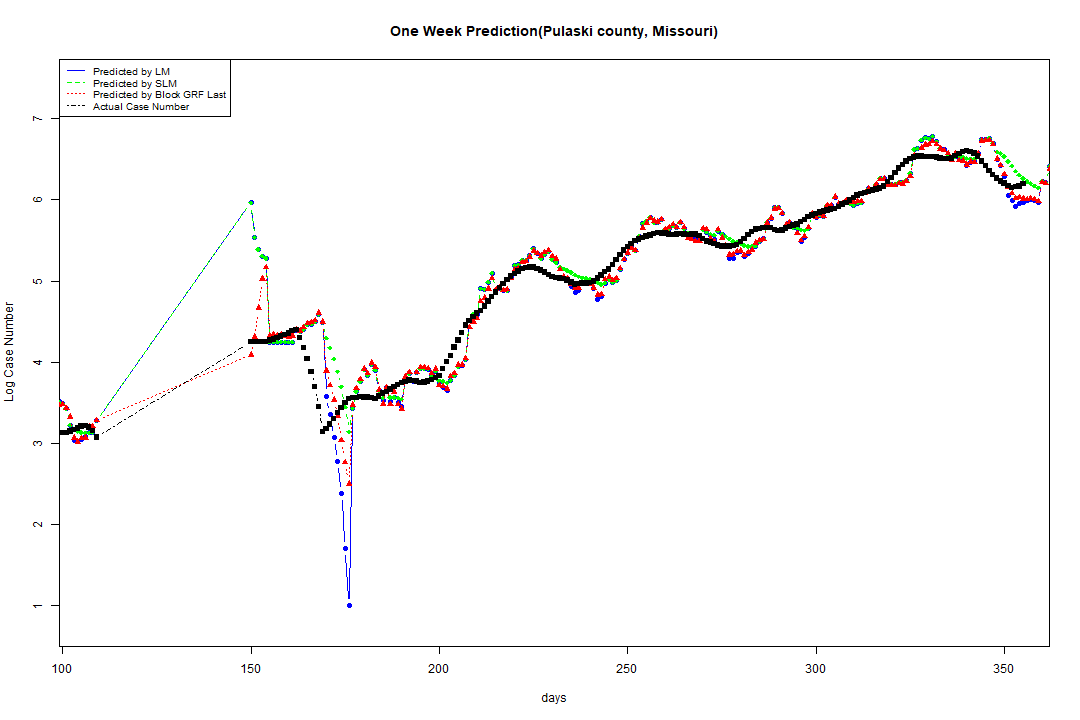 One Week Prediction(Pulaski county, Missouri)
Predicted by LM
Predicted by SLM
Predicted by Block GRF Last
Actual Case Number
Log Case Number
7
6
5
4
3
2
1
100 150 200 250 300 350
days